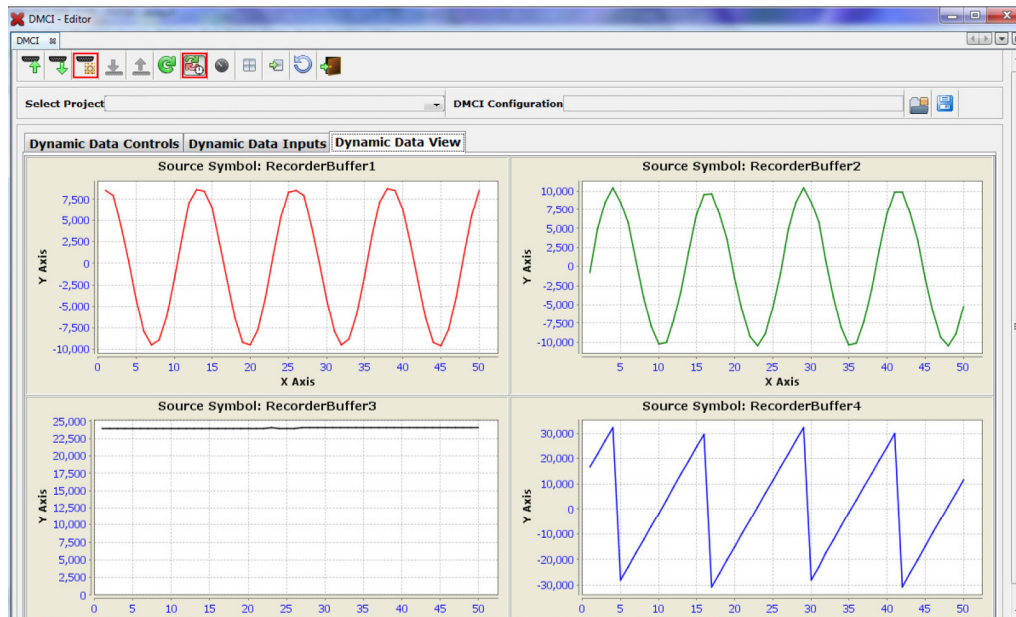 DMCI - Editor
DMCI
Select Project
DMCI Configuration
Dynamic Data Controls Dynamic Data Inputs Dynamic Data View
Source Symbol: RecorderBuffer1
Y Axis
7,500
5,000
2,500
0
-2,500
-5,000
-7,500
-10,000
0 5 10 15 20 25 30 35 40 45 50
X Axis
Source Symbol: RecorderBuffer2
Y Axis
10,000
7,500
5,000
2,500
0
-2,500
-5,000
-7,500
-10,000
5 10 15 20 25 30 35 40 45 50
X Axis
Source Symbol: RecorderBuffer3
Y Axis
25,000
22,500
20,000
17,500
15,000
12,500
10,000
7,500
5,000
2,500
0
0 5 10 15 20 25 30 35 40 45 50
Source Symbol: RecorderBuffer4
Y Axis
30,000
20,000
10,000
0
-10,000
-20,000
-30,000
0 5 10 15 20 25 30 35 40 45 50